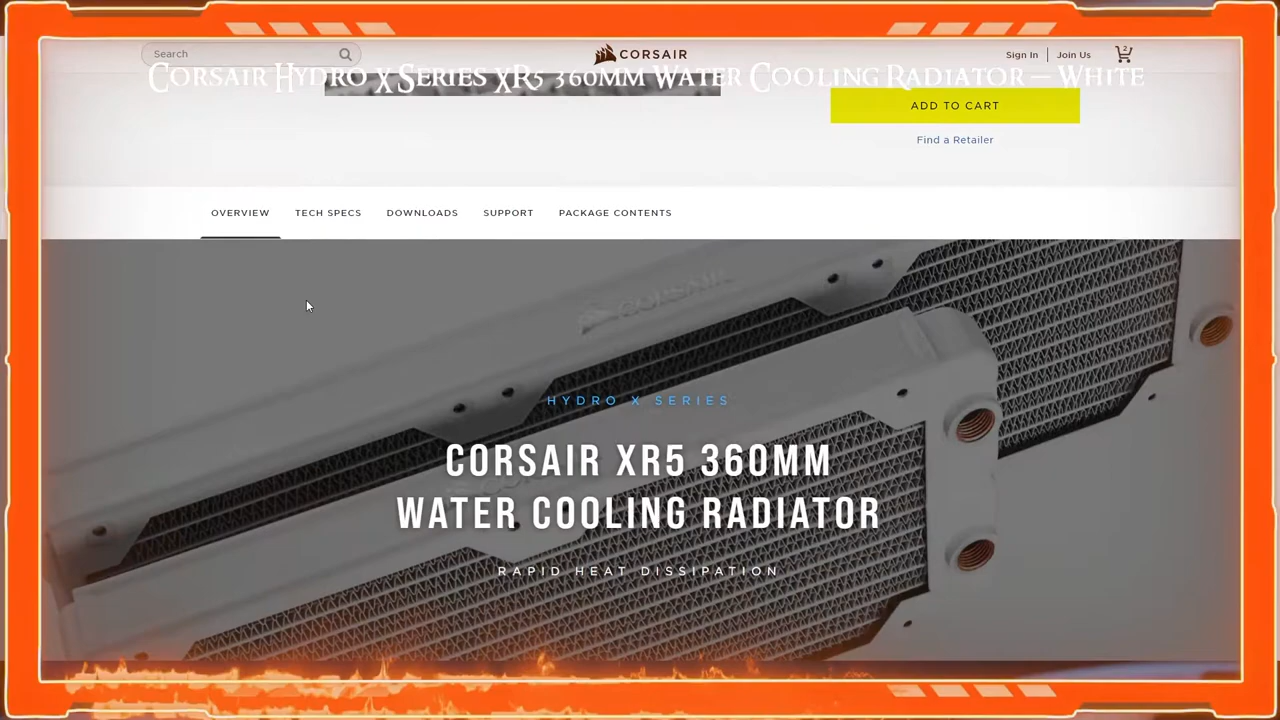 Search
CORSAIR
Sign In
Join Us
2
Corsair Hydro X Series XR5 360mm Water Cooling Radiator — White
ADD TO CART
Find a Retailer
OVERVIEW
TECH SPECS
DOWNLOADS
SUPPORT
PACKAGE CONTENTS
CORSAIR
HYDRO X SERIES
CORSAIR XR5 360MM
WATER COOLING RADIATOR
RAPID HEAT DISSIPATION